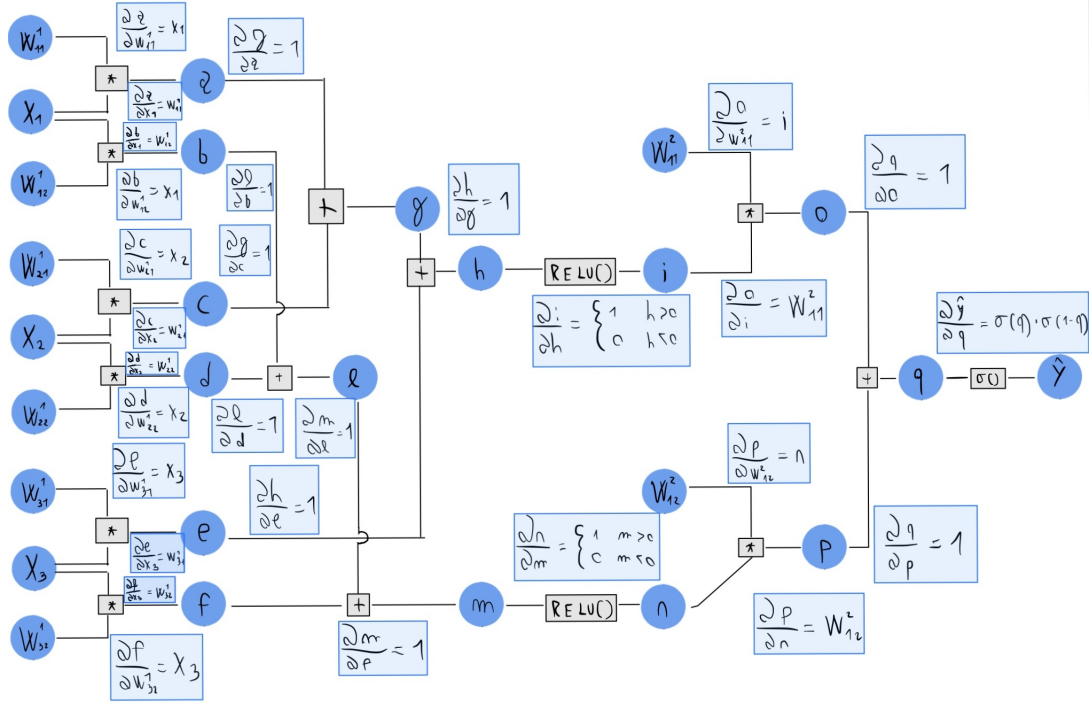 W¹₁₁
∂a/∂w¹₁₁ = x₁
∂g/∂a = 1
*
a
X₁
∂a/∂x₁ = w¹₁₁
∂b/∂x₁ = w¹₁₂
*
b
W¹₁₂
∂b/∂w¹₁₂ = x₁
∂l/∂b = 1
+
g
∂h/∂g = 1
W²₁₁
∂o/∂w²₁₁ = i
*
o
∂q/∂o = 1
W¹₂₁
∂c/∂w¹₂₁ = x₂
∂g/∂c = 1
+
h
RELU()
i
*
c
∂i/∂h = { 1 h>0
0 h<0
∂o/∂i = W²₁₁
X₂
∂c/∂x₂ = w¹₂₁
∂d/∂x₂ = w¹₂₂
*
d
+
l
+
q
σ()
Ŷ
∂ŷ/∂q = σ(q)·σ(1-q)
W¹₂₂
∂d/∂w¹₂₂ = x₂
∂l/∂d = 1
∂m/∂l = 1
W¹₃₁
∂e/∂w¹₃₁ = x₃
∂h/∂e = 1
W²₁₂
∂p/∂w²₁₂ = n
*
e
∂n/∂m = { 1 m>0
0 m<0
*
p
∂q/∂p = 1
X₃
∂e/∂x₃ = w¹₃₁
∂f/∂x₃ = w¹₃₂
*
f
+
m
RELU()
n
∂p/∂n = W²₁₂
W¹₃₂
∂f/∂w¹₃₂ = x₃
∂m/∂f = 1